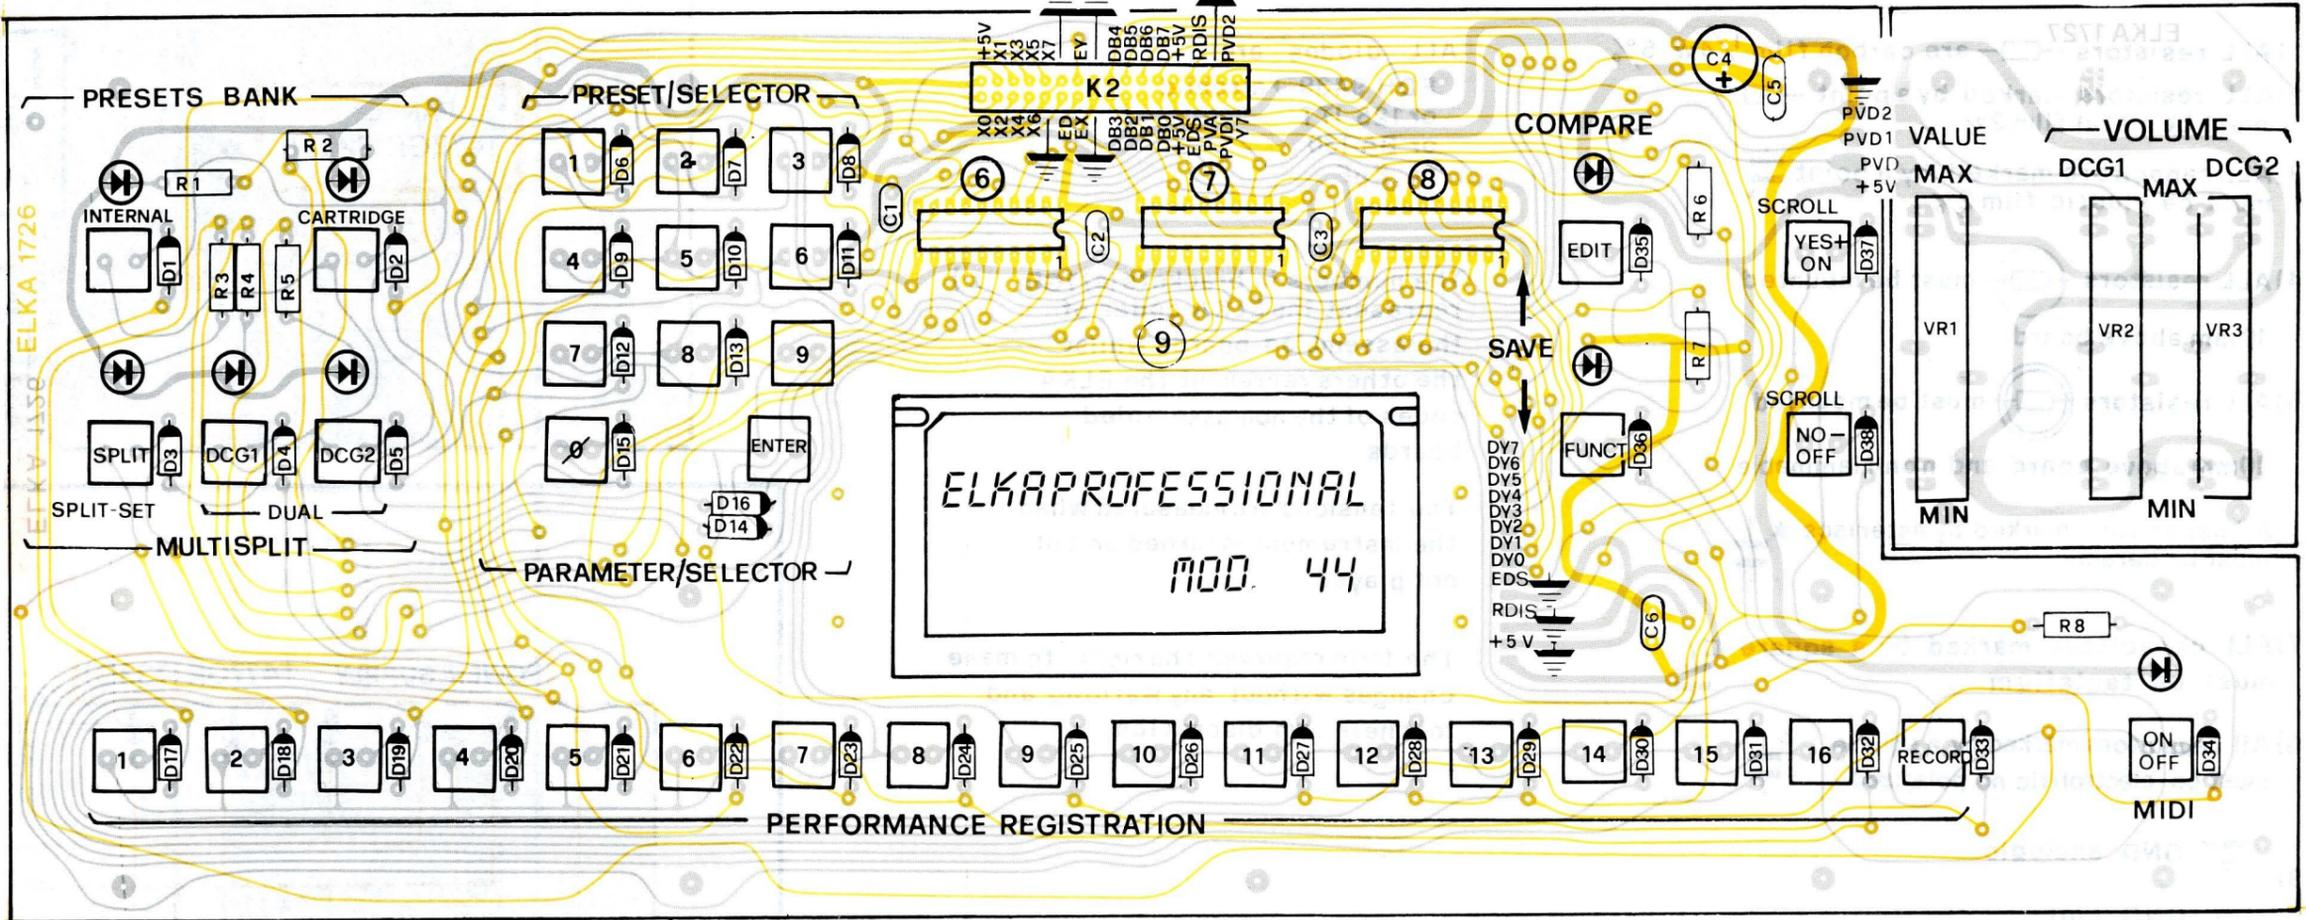 +5V X1 X3 X5 X7 EY DB4 DB5 DB6 DB7 +5V RDIS PVD2
K2
X0 X2 X4 X6 ED EX DB3 DB2 DB1 DB0 +5V EDS PVA PVDI V7
ELKA 1727
ELKA 1726
PRESETS BANK
R1
R2
INTERNAL
CARTRIDGE
D1
R3
R4
R5
D2
SPLIT
D3
DCG1
D4
DCG2
D5
SPLIT-SET
DUAL
MULTISPLIT
PRESET/SELECTOR
1 D6 2 D7 3 D8
4 D9 5 D10 6 D11
7 D12 8 D13 9
Ø D15 ENTER
D16
D14
PARAMETER/SELECTOR
C1
6
C2
7
C3
8
1
1
1
9
ELKAPROFESSIONAL
MOD. 44
SAVE
DY7
DY6
DY5
DY4
DY3
DY2
DY1
DY0
EDS
RDIS
+5V
COMPARE
C4
+
C5
PVD2
PVD1
PVD
+5V
EDIT
D35
R6
R7
FUNCT
D36
C6
SCROLL
YES+
ON
D37
SCROLL
NO-
OFF
D38
VALUE
MAX
VR1
MIN
VOLUME
DCG1 DCG2
MAX
VR2
VR3
MIN
R8
1 D17 2 D18 3 D19 4 D20 5 D21 6 D22 7 D23 8 D24 9 D25 10 D26 11 D27 12 D28 13 D29 14 D30 15 D31 16 D32 RECORD D33
ON
OFF
D34
MIDI
PERFORMANCE REGISTRATION